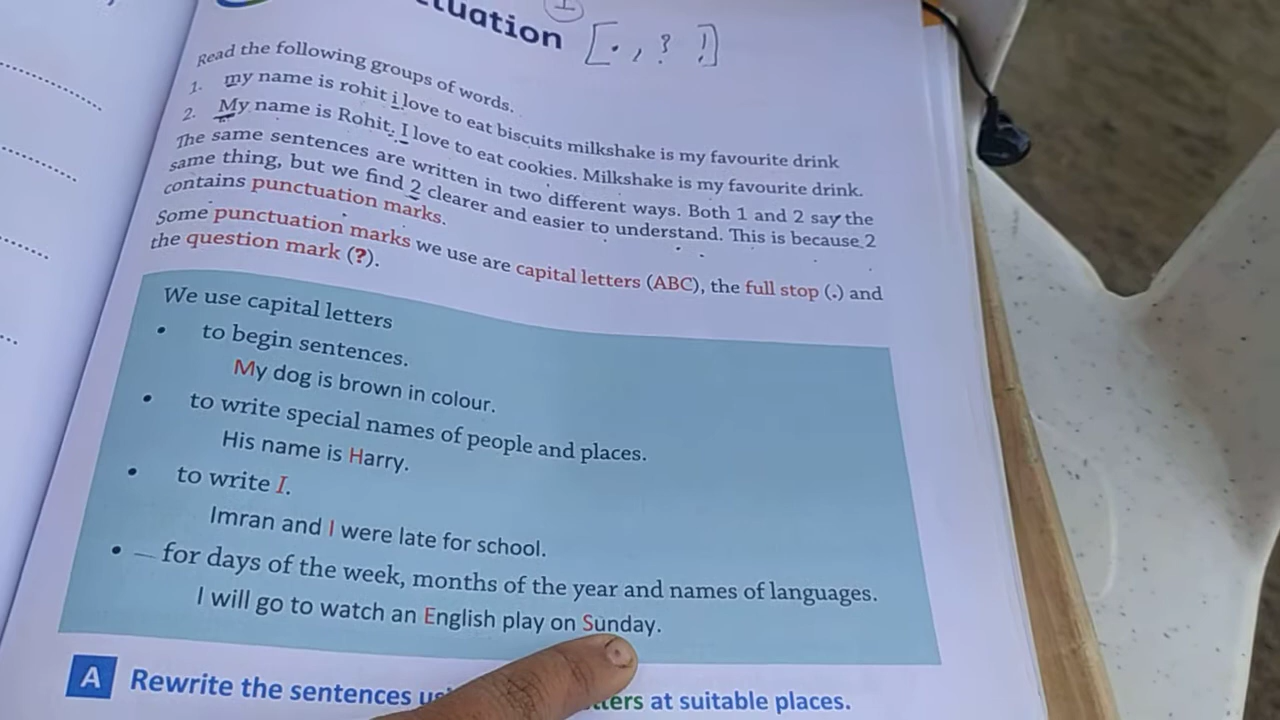 [. , ? !]
Read the following groups of words.
1. my name is rohit i love to eat biscuits milkshake is my favourite drink
2. My name is Rohit. I love to eat cookies. Milkshake is my favourite drink.
The same sentences are written in two different ways. Both 1 and 2 say the
same thing, but we find 2 clearer and easier to understand. This is because 2
contains punctuation marks.
Some punctuation marks we use are capital letters (ABC), the full stop (.) and
the question mark (?).
We use capital letters
• to begin sentences.
My dog is brown in colour.
• to write special names of people and places.
His name is Harry.
• to write I.
Imran and I were late for school.
• for days of the week, months of the year and names of languages.
I will go to watch an English play on Sunday.
A Rewrite the sentences at suitable places.